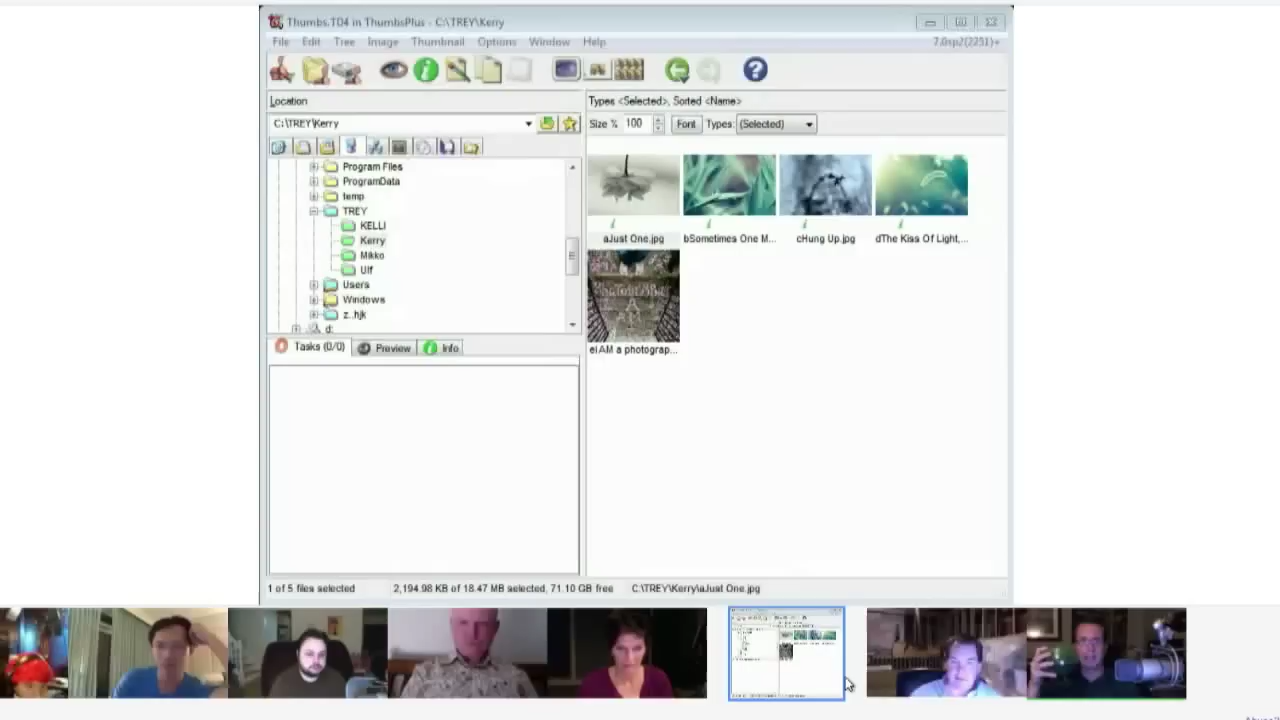 Thumbs.TD4 in ThumbsPlus - C:\TREY\Kerry
File Edit Tree Image Thumbnail Options Window Help 7.0sp2(2251)+
Location
Types <Selected>, Sorted <Name>
C:\TREY\Kerry
Size % 100 Font Types: (Selected)
Program Files
ProgramData
temp
TREY
KELLI
Kerry
Mikko
Ulf
Users
Windows
z..hjk
d:
aJust One.jpg bSometimes One M... cHung Up.jpg dThe Kiss Of Light,...
eI AM a photograp...
Tasks (0/0) Preview Info
1 of 5 files selected 2,194.98 KB of 18.47 MB selected, 71.10 GB free C:\TREY\Kerry\aJust One.jpg